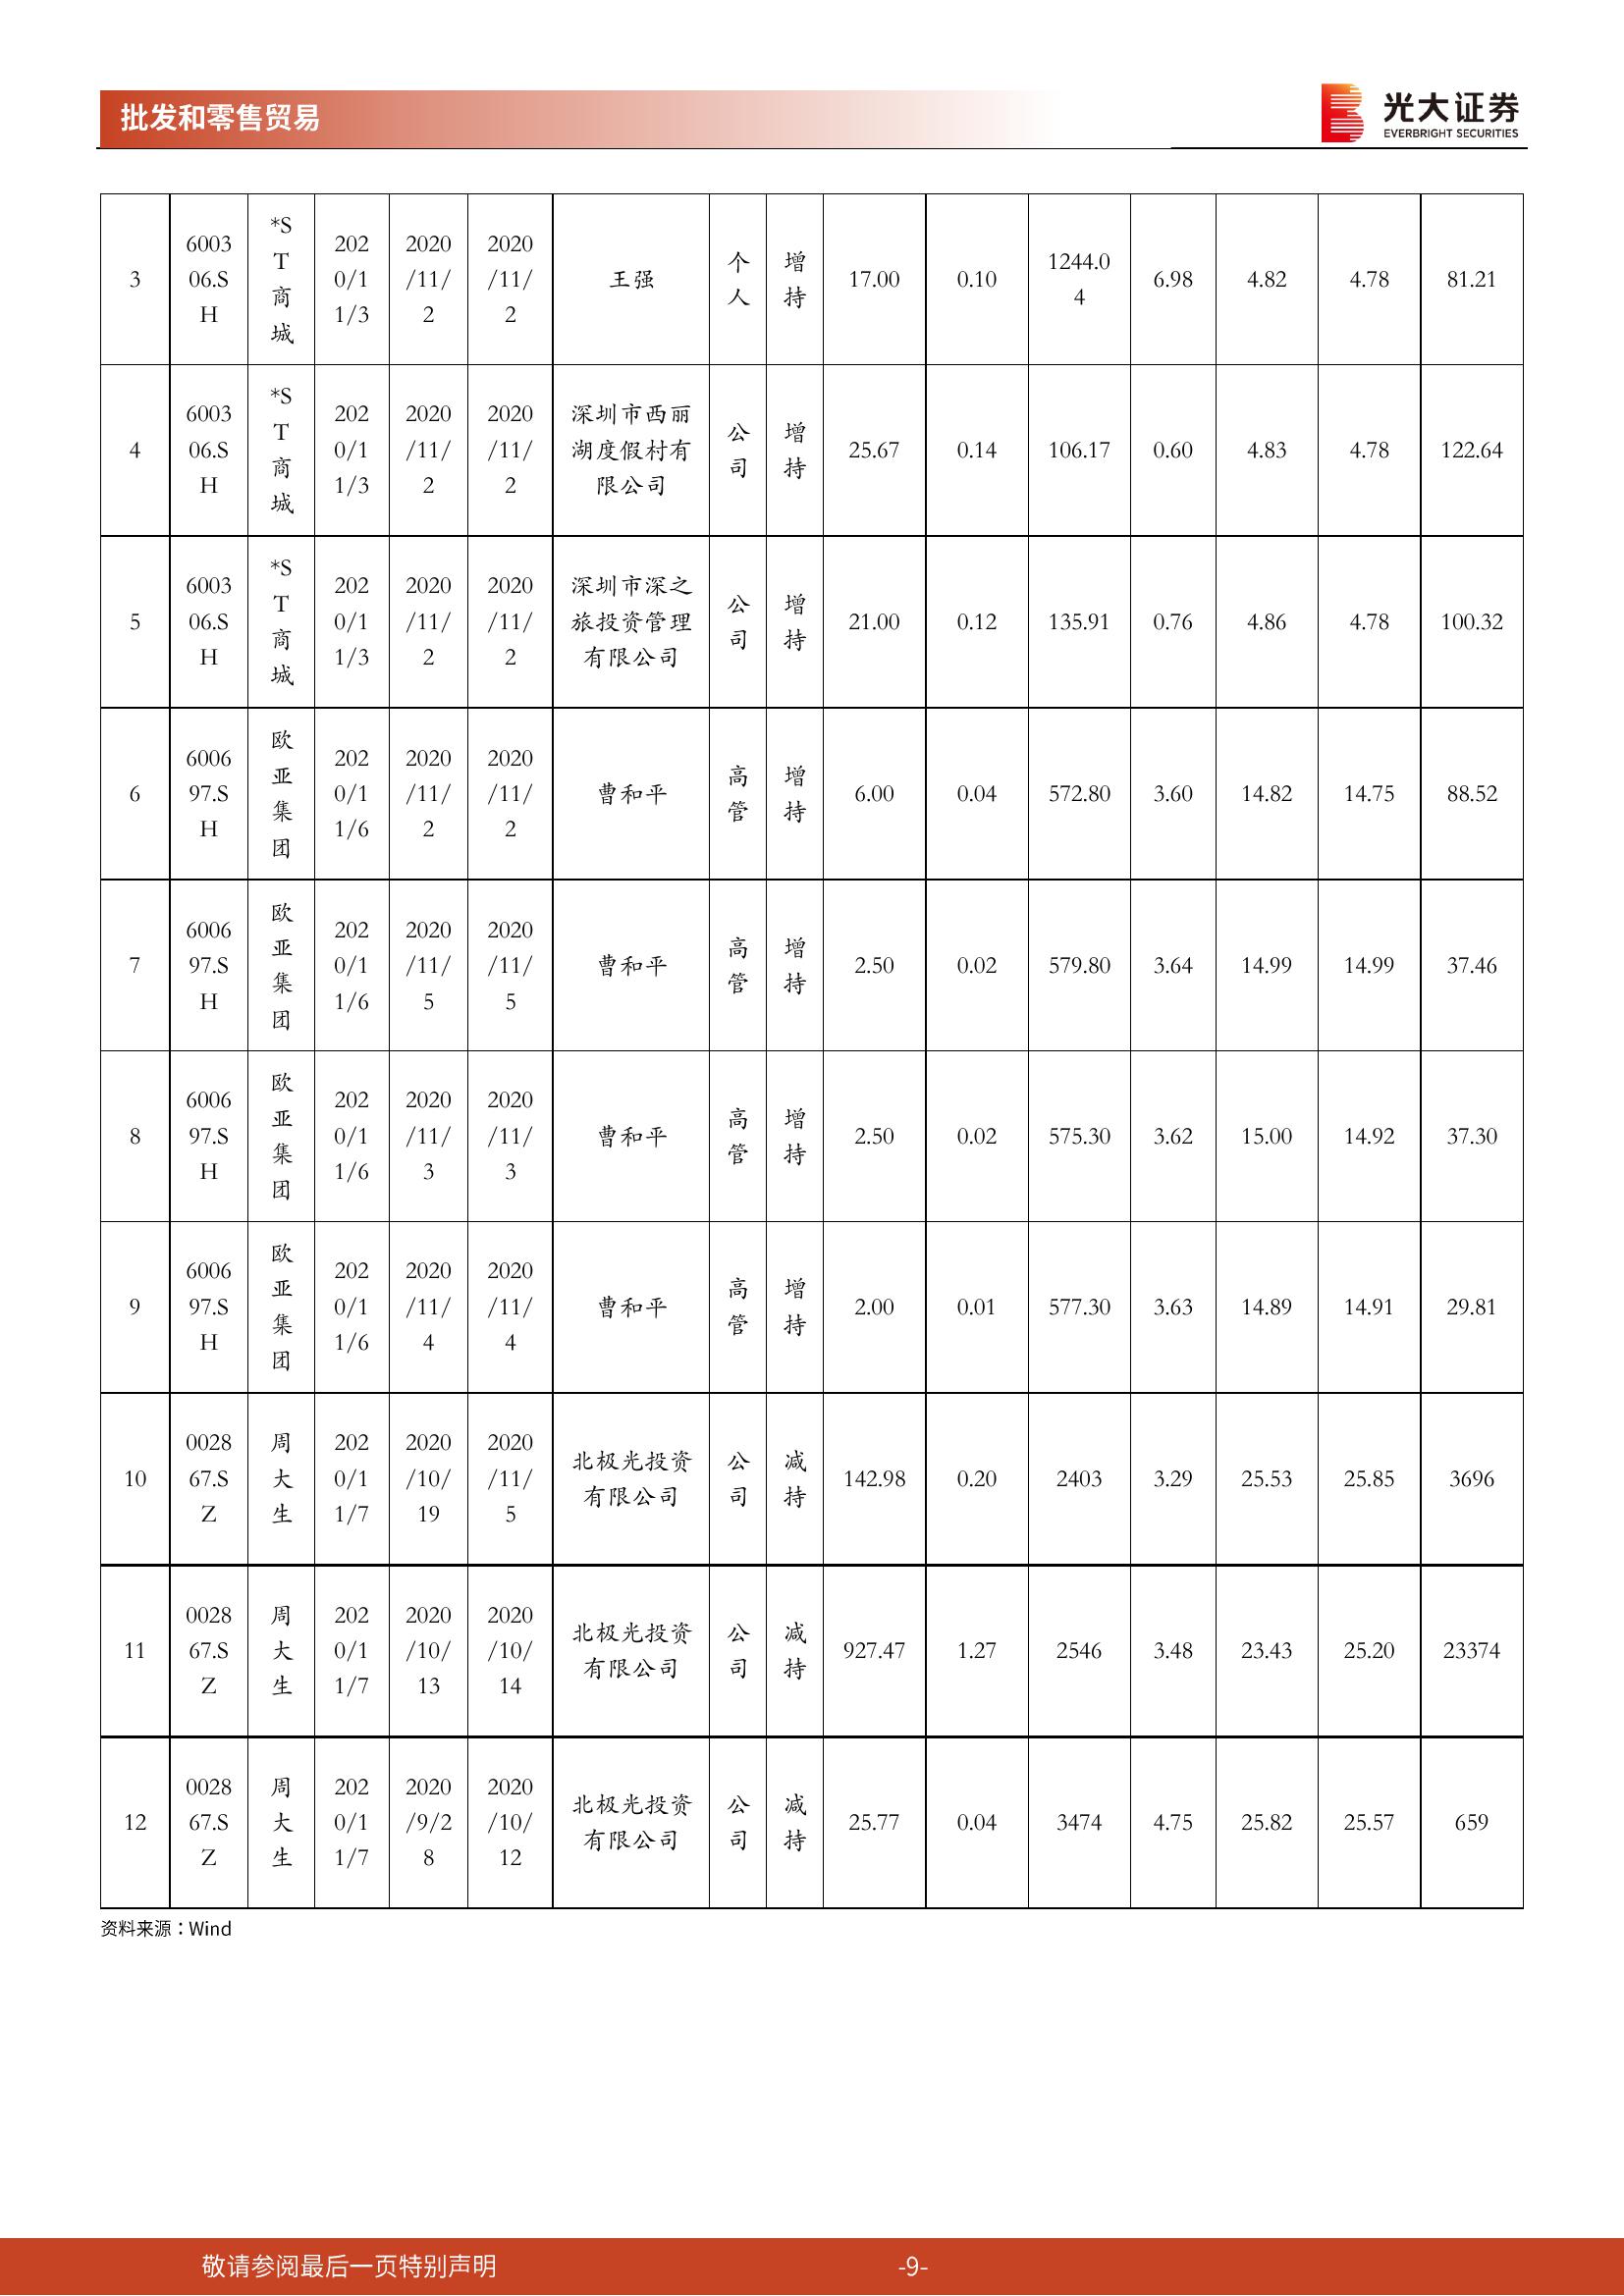 批发和零售贸易
光大证券
EVERBRIGHT SECURITIES
3 600306.SH *ST商城 2020/11/3 2020/11/2 2020/11/2 王强 个人 增持 17.00 0.10 1244.04 6.98 4.82 4.78 81.21
4 600306.SH *ST商城 2020/11/3 2020/11/2 2020/11/2 深圳市西丽湖度假村有限公司 公司 增持 25.67 0.14 106.17 0.60 4.83 4.78 122.64
5 600306.SH *ST商城 2020/11/3 2020/11/2 2020/11/2 深圳市深之旅投资管理有限公司 公司 增持 21.00 0.12 135.91 0.76 4.86 4.78 100.32
6 600697.SH 欧亚集团 2020/11/6 2020/11/2 2020/11/2 曹和平 高管 增持 6.00 0.04 572.80 3.60 14.82 14.75 88.52
7 600697.SH 欧亚集团 2020/11/6 2020/11/5 2020/11/5 曹和平 高管 增持 2.50 0.02 579.80 3.64 14.99 14.99 37.46
8 600697.SH 欧亚集团 2020/11/6 2020/11/3 2020/11/3 曹和平 高管 增持 2.50 0.02 575.30 3.62 15.00 14.92 37.30
9 600697.SH 欧亚集团 2020/11/6 2020/11/4 2020/11/4 曹和平 高管 增持 2.00 0.01 577.30 3.63 14.89 14.91 29.81
10 002867.SZ 周大生 2020/11/7 2020/10/19 2020/11/5 北极光投资有限公司 公司 减持 142.98 0.20 2403 3.29 25.53 25.85 3696
11 002867.SZ 周大生 2020/11/7 2020/10/13 2020/10/14 北极光投资有限公司 公司 减持 927.47 1.27 2546 3.48 23.43 25.20 23374
12 002867.SZ 周大生 2020/11/7 2020/9/28 2020/10/12 北极光投资有限公司 公司 减持 25.77 0.04 3474 4.75 25.82 25.57 659
资料来源：Wind
敬请参阅最后一页特别声明
-9-